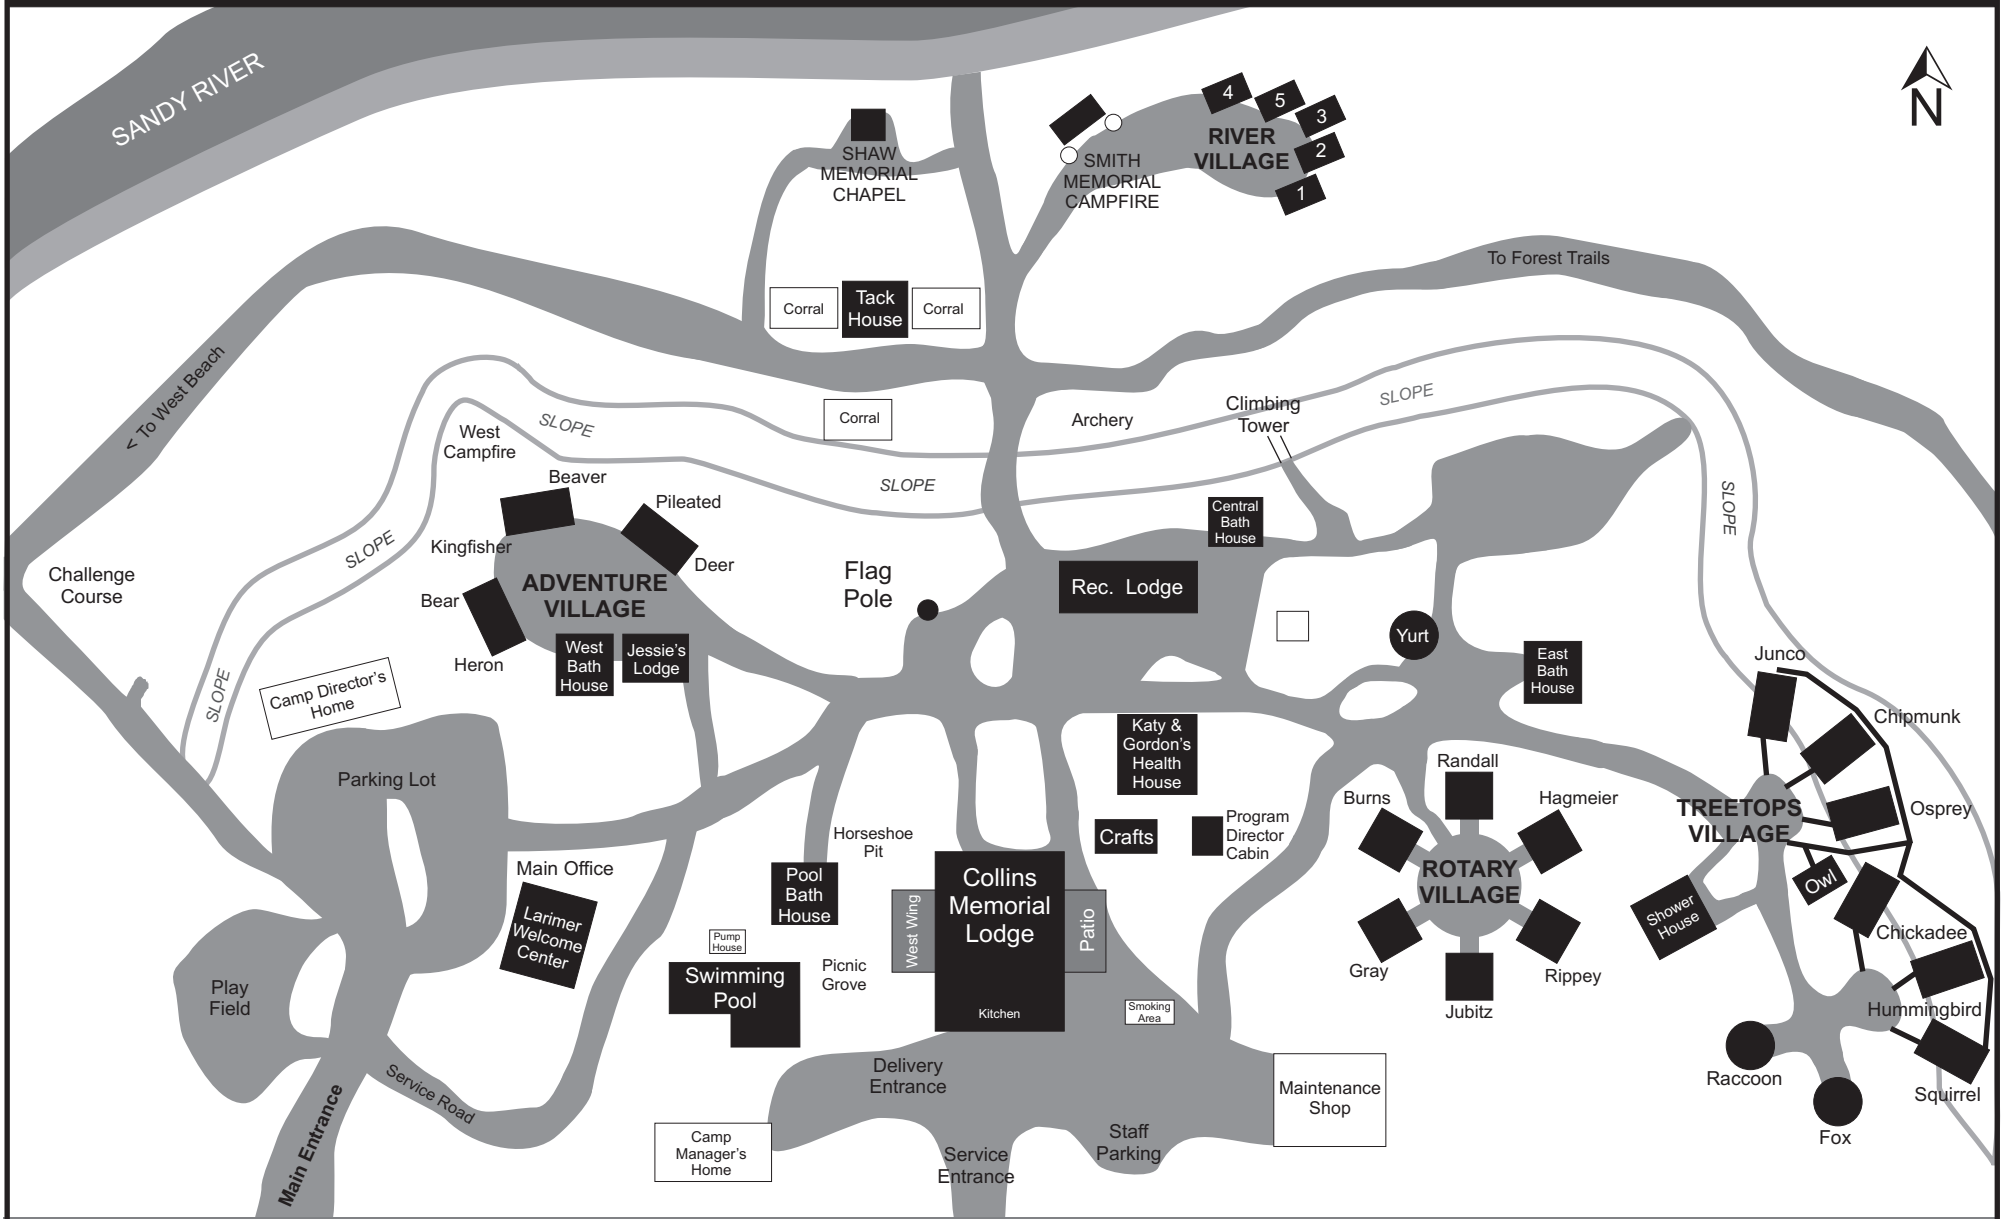 SANDY RIVER
N
SHAW
MEMORIAL
CHAPEL
SMITH
MEMORIAL
CAMPFIRE
RIVER
VILLAGE
4
5
3
2
1
To Forest Trails
Corral
Tack
House
Corral
< To West Beach
Corral
Archery
Climbing
Tower
SLOPE
SLOPE
SLOPE
SLOPE
SLOPE
SLOPE
West
Campfire
Beaver
Pileated
Kingfisher
Deer
ADVENTURE
VILLAGE
Bear
Heron
West
Bath
House
Jessie's
Lodge
Challenge
Course
Camp Director's
Home
Flag
Pole
Central
Bath
House
Rec. Lodge
Yurt
East
Bath
House
Katy &
Gordon's
Health
House
Crafts
Program
Director
Cabin
Parking Lot
Main Office
Larimer
Welcome
Center
Play
Field
Service Road
Main Entrance
Horseshoe
Pit
Pool
Bath
House
Pump
House
Swimming
Pool
Picnic
Grove
West Wing
Collins
Memorial
Lodge
Kitchen
Patio
Smoking
Area
Delivery
Entrance
Camp
Manager's
Home
Service
Entrance
Staff
Parking
Maintenance
Shop
Randall
Burns
Hagmeier
ROTARY
VILLAGE
Gray
Rippey
Jubitz
Junco
Chipmunk
TREETOPS
VILLAGE
Osprey
Owl
Shower
House
Chickadee
Hummingbird
Raccoon
Squirrel
Fox